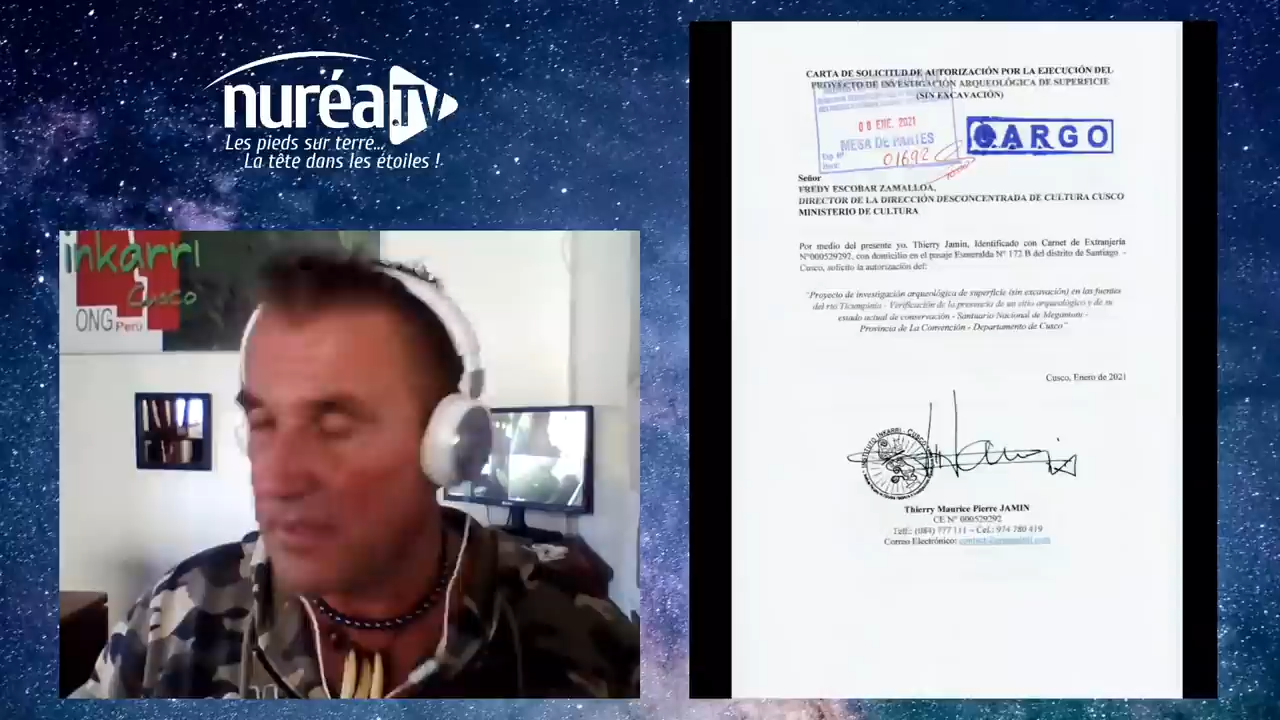 nuréa TV
Les pieds sur terre...
La tête dans les étoiles !
inkarri
Cusco
ONG Perú
CARTA DE SOLICITUD DE AUTORIZACIÓN POR LA EJECUCIÓN DEL
PROYECTO DE INVESTIGACIÓN ARQUEOLÓGICA DE SUPERFICIE
(SIN EXCAVACIÓN)
08 ENE. 2021
MESA DE PARTES
01692
CARGO
Señor
FREDY ESCOBAR ZAMALLOA,
DIRECTOR DE LA DIRECCIÓN DESCONCENTRADA DE CULTURA CUSCO
MINISTERIO DE CULTURA
Por medio del presente yo, Thierry Jamin, Identificado con Carnet de Extranjería
N°000529292, con domicilio en el pasaje Esmeralda N° 172 B del distrito de Santiago -
Cusco, solicito la autorización del:
"Proyecto de investigación arqueológica de superficie (sin excavación) en las fuentes
del río Ticumpinia - Verificación de la presencia de un sitio arqueológico y de su
estado actual de conservación - Santuario Nacional de Megantoni -
Provincia de La Convención - Departamento de Cusco"
Cusco, Enero de 2021
INSTITUTO INKARRI - CUSCO
Thierry Maurice Pierre JAMIN
CE N° 000529292
Telf.: (084) 777111 – Cel.: 974 780 419
Correo Electrónico: